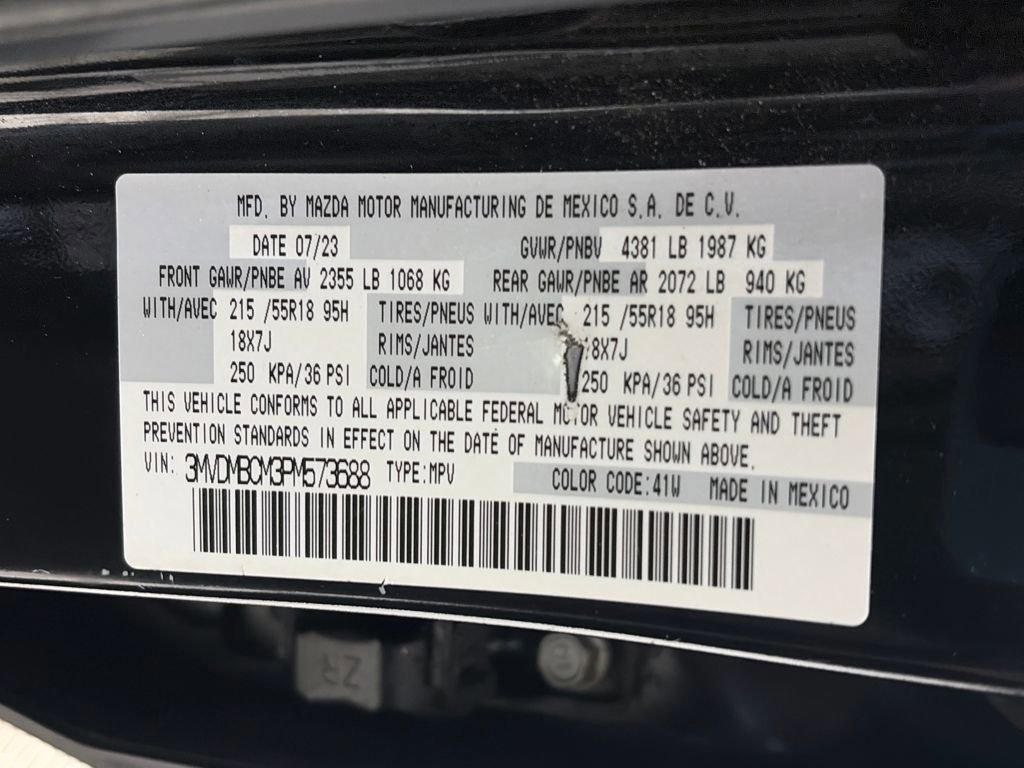 MFD. BY MAZDA MOTOR MANUFACTURING DE MEXICO S.A. DE C.V.
DATE 07/23 GVWR/PNBV 4381 LB 1987 KG
FRONT GAWR/PNBE AV 2355 LB 1068 KG REAR GAWR/PNBE AR 2072 LB 940 KG
WITH/AVEC 215 /55R18 95H TIRES/PNEUS WITH/AVEC 215 /55R18 95H TIRES/PNEUS
18X7J RIMS/JANTES 18X7J RIMS/JANTES
250 KPA/36 PSI COLD/A FROID 250 KPA/36 PSI COLD/A FROID
THIS VEHICLE CONFORMS TO ALL APPLICABLE FEDERAL MOTOR VEHICLE SAFETY AND THEFT
PREVENTION STANDARDS IN EFFECT ON THE DATE OF MANUFACTURE SHOWN ABOVE.
VIN: 3MVDMBCM3PM573688 TYPE:MPV COLOR CODE:41W MADE IN MEXICO
ZR